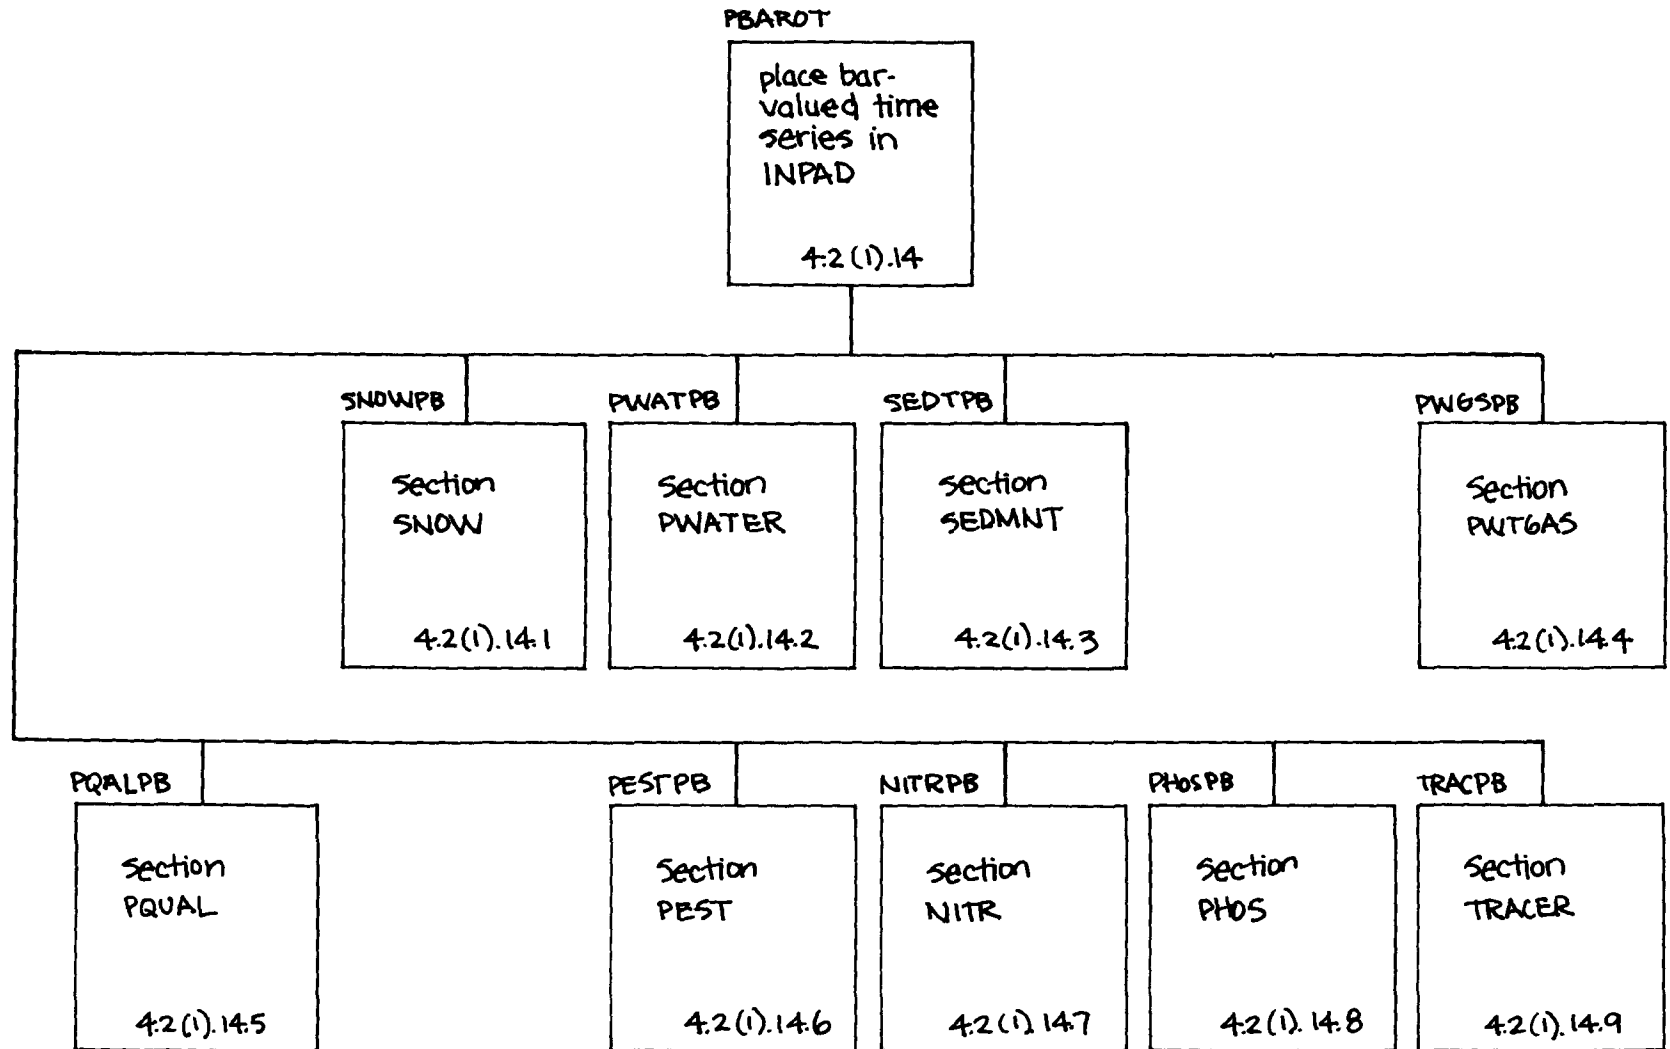 PBAROT
place bar-
valued time
series in
INPAD
4.2(1).14
SNOWPB
section
SNOW
4.2(1).14.1
PWATPB
section
PWATER
4.2(1).14.2
SEDTPB
section
SEDMNT
4.2(1).14.3
PWGSPB
section
PWTGAS
4.2(1).14.4
PQALPB
section
PQUAL
4.2(1).14.5
PESTPB
section
PEST
4.2(1).14.6
NITRPB
section
NITR
4.2(1).14.7
PHOSPB
section
PHOS
4.2(1).14.8
TRACPB
section
TRACER
4.2(1).14.9